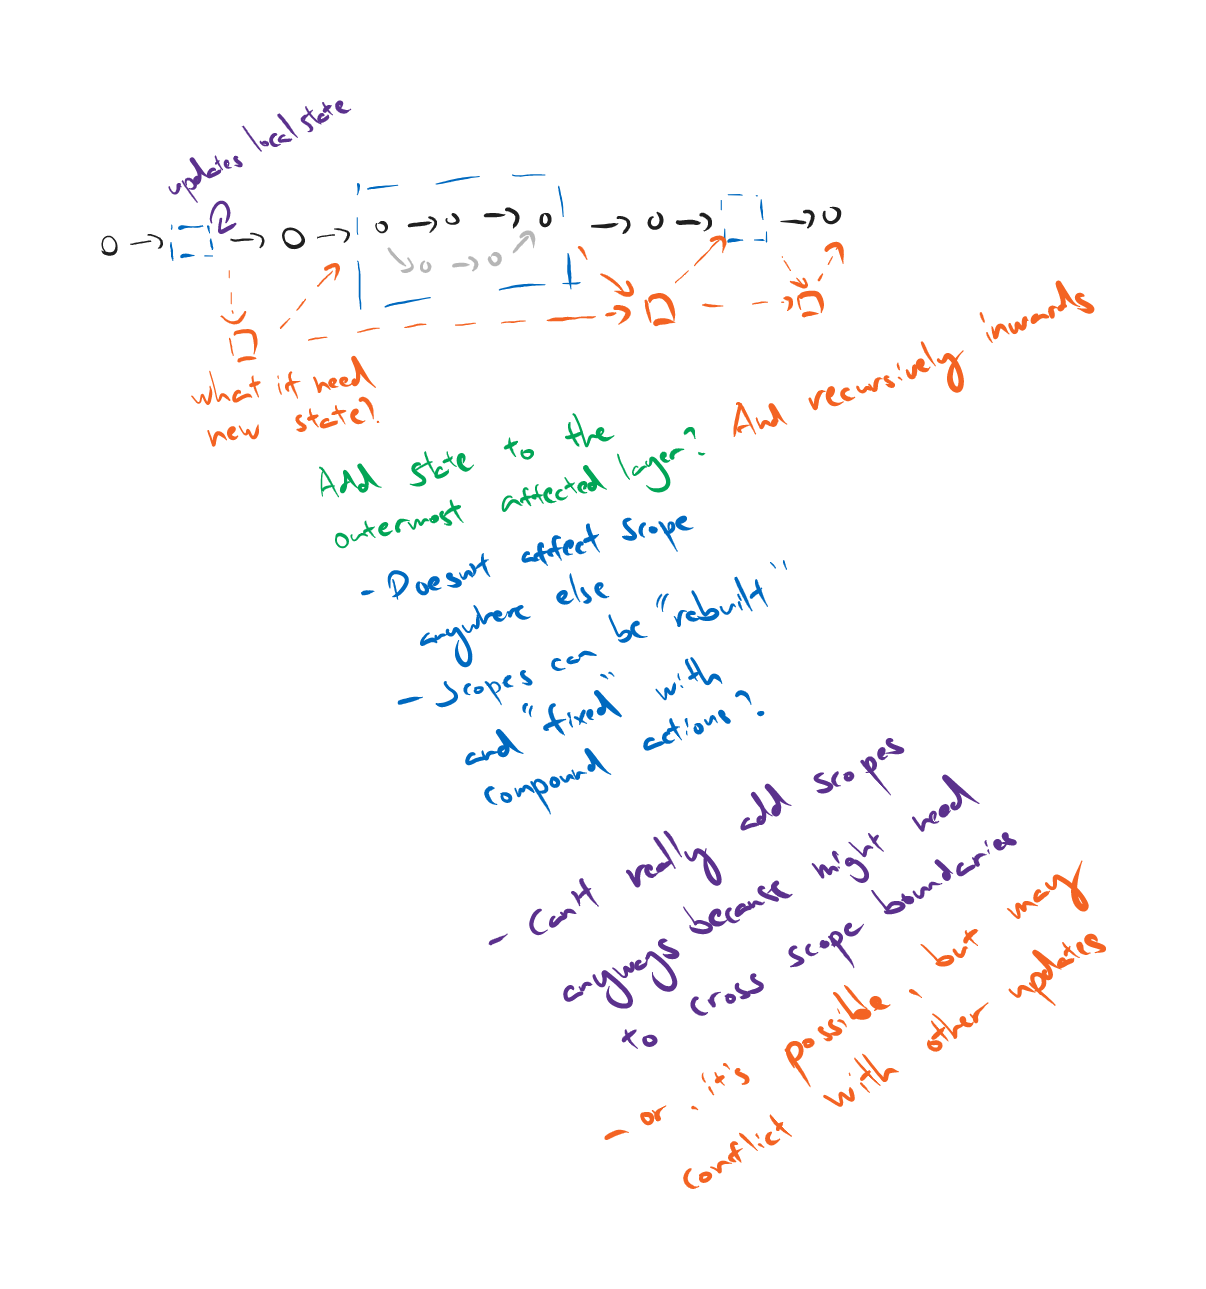 updates local state
what if need
new state?
Add state to the
outermost affected layer? And recursively inwards
- Doesn't affect scope
anywhere else
- Scopes can be "rebuilt"
and "fixed" with
compound actions?
- Can't really add scopes
anyways because might need
to cross scope boundaries
- or, it's possible, but may
conflict with other updates